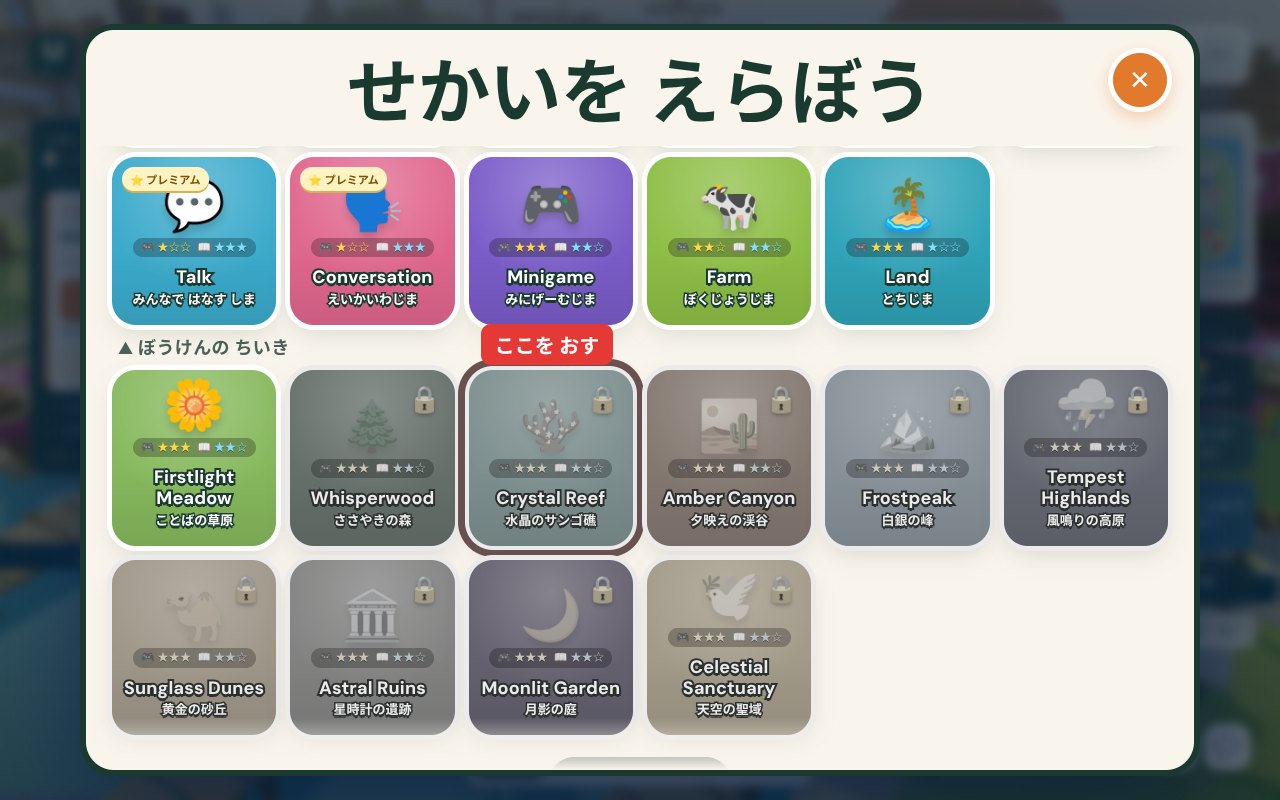 せかいを えらぼう
×
⭐ プレミアム
🎮 ★☆☆ 📖 ★★★
Talk
みんなで はなす しま
⭐ プレミアム
🎮 ★☆☆ 📖 ★★★
Conversation
えいかいわじま
🎮 ★★★ 📖 ★★☆
Minigame
みにげーむじま
🎮 ★★☆ 📖 ★★☆
Farm
ぼくじょうじま
🎮 ★★★ 📖 ★☆☆
Land
とちじま
▲ ぼうけんの ちいき
ここを おす
🎮 ★★★ 📖 ★★☆
Firstlight
Meadow
ことばの草原
🎮 ★★★ 📖 ★★☆
Whisperwood
ささやきの森
🎮 ★★★ 📖 ★★☆
Crystal Reef
水晶のサンゴ礁
🎮 ★★★ 📖 ★★☆
Amber Canyon
夕映えの渓谷
🎮 ★★★ 📖 ★★☆
Frostpeak
白銀の峰
🎮 ★★★ 📖 ★★☆
Tempest
Highlands
風鳴りの高原
🎮 ★★★ 📖 ★★☆
Sunglass Dunes
黄金の砂丘
🎮 ★★★ 📖 ★★☆
Astral Ruins
星時計の遺跡
🎮 ★★★ 📖 ★★☆
Moonlit Garden
月影の庭
🎮 ★★★ 📖 ★★☆
Celestial
Sanctuary
天空の聖域